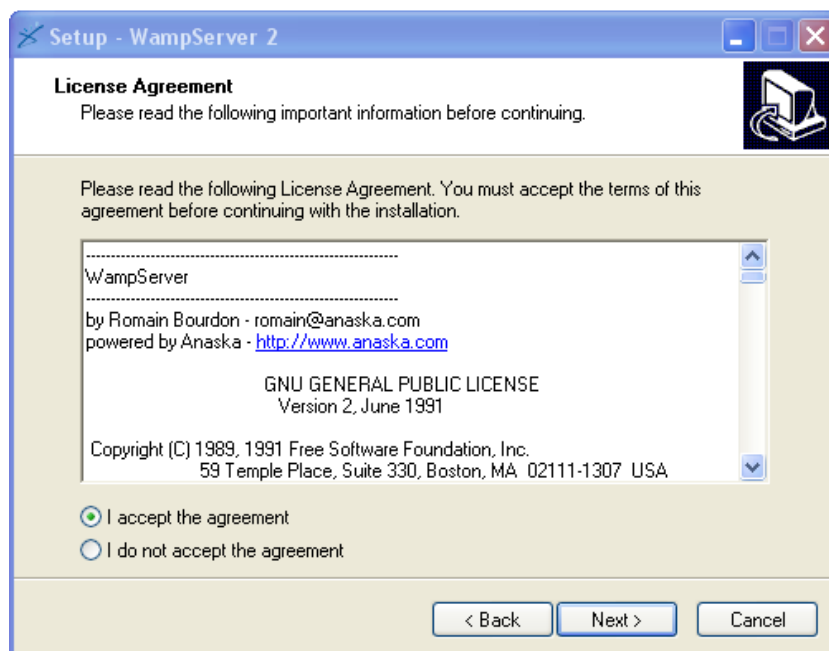 Setup - WampServer 2
License Agreement
Please read the following important information before continuing.
Please read the following License Agreement. You must accept the terms of this
agreement before continuing with the installation.
--------------------------------------------------------------
WampServer
--------------------------------------------------------------
by Romain Bourdon - romain@anaska.com
powered by Anaska - http://www.anaska.com
GNU GENERAL PUBLIC LICENSE
Version 2, June 1991
Copyright (C) 1989, 1991 Free Software Foundation, Inc.
59 Temple Place, Suite 330, Boston, MA  02111-1307  USA
I accept the agreement
I do not accept the agreement
< Back
Next >
Cancel